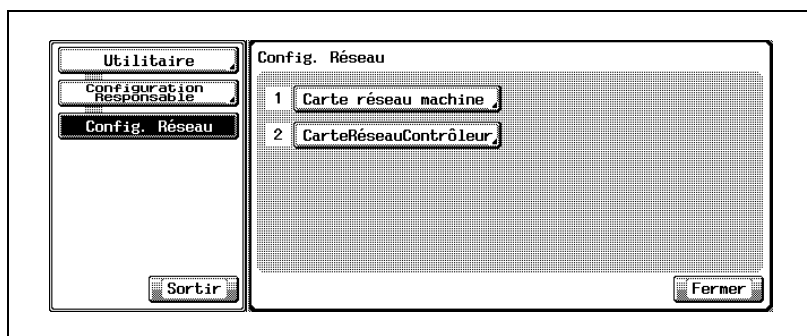 Utilitaire
Configuration
Responsable
Config. Réseau
Sortir
Config. Réseau
1 Carte réseau machine
2 CarteRéseauContrôleur
Fermer